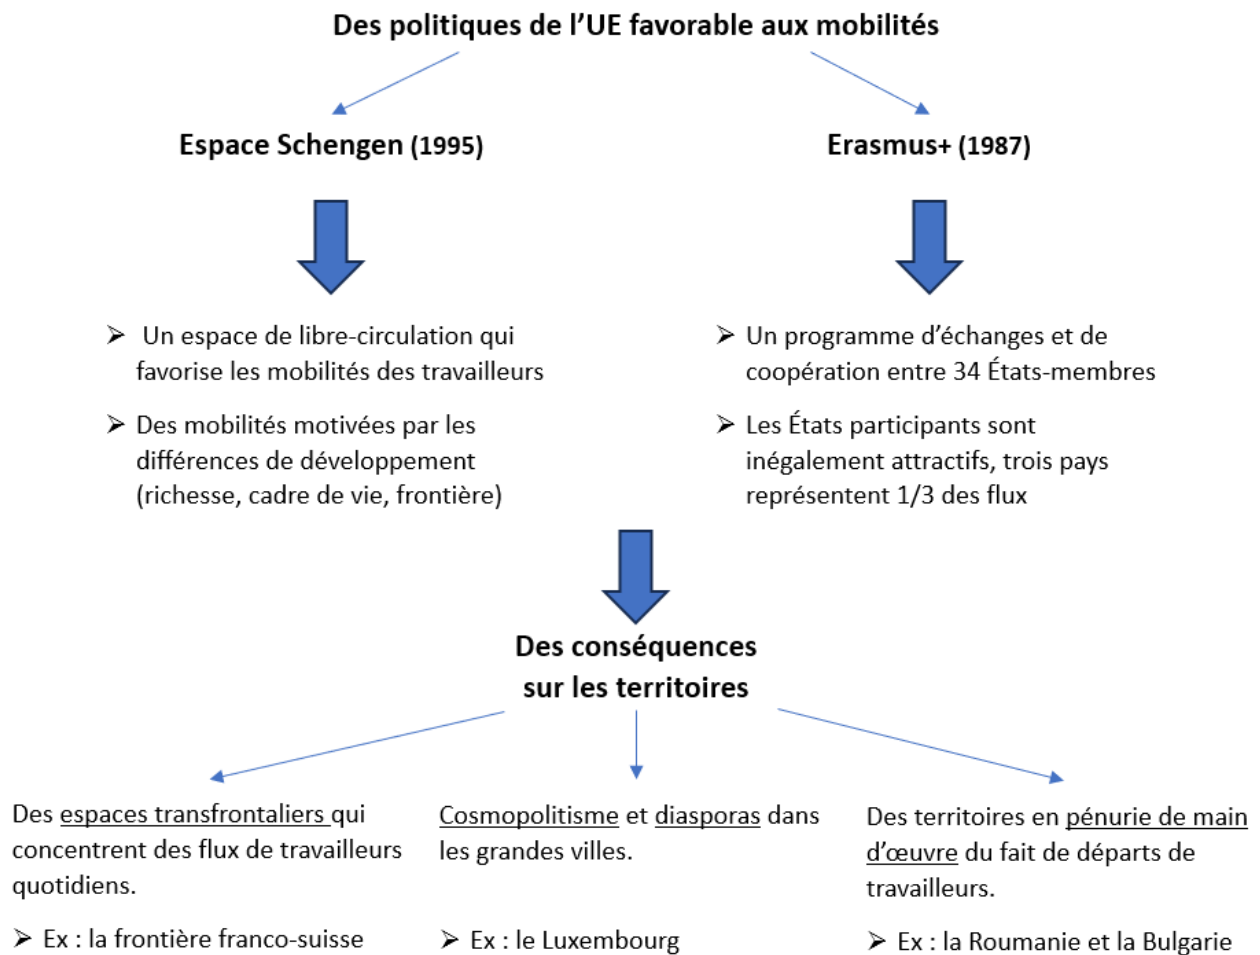 Des politiques de l’UE favorable aux mobilités
Espace Schengen (1995)
Erasmus+ (1987)
➢ Un espace de libre-circulation qui
favorise les mobilités des travailleurs
➢ Des mobilités motivées par les
différences de développement
(richesse, cadre de vie, frontière)
➢ Un programme d’échanges et de
coopération entre 34 États-membres
➢ Les États participants sont
inégalement attractifs, trois pays
représentent 1/3 des flux
Des conséquences
sur les territoires
Des espaces transfrontaliers qui
concentrent des flux de travailleurs
quotidiens.
➢ Ex : la frontière franco-suisse
Cosmopolitisme et diasporas dans
les grandes villes.
➢ Ex : le Luxembourg
Des territoires en pénurie de main
d’œuvre du fait de départs de
travailleurs.
➢ Ex : la Roumanie et la Bulgarie